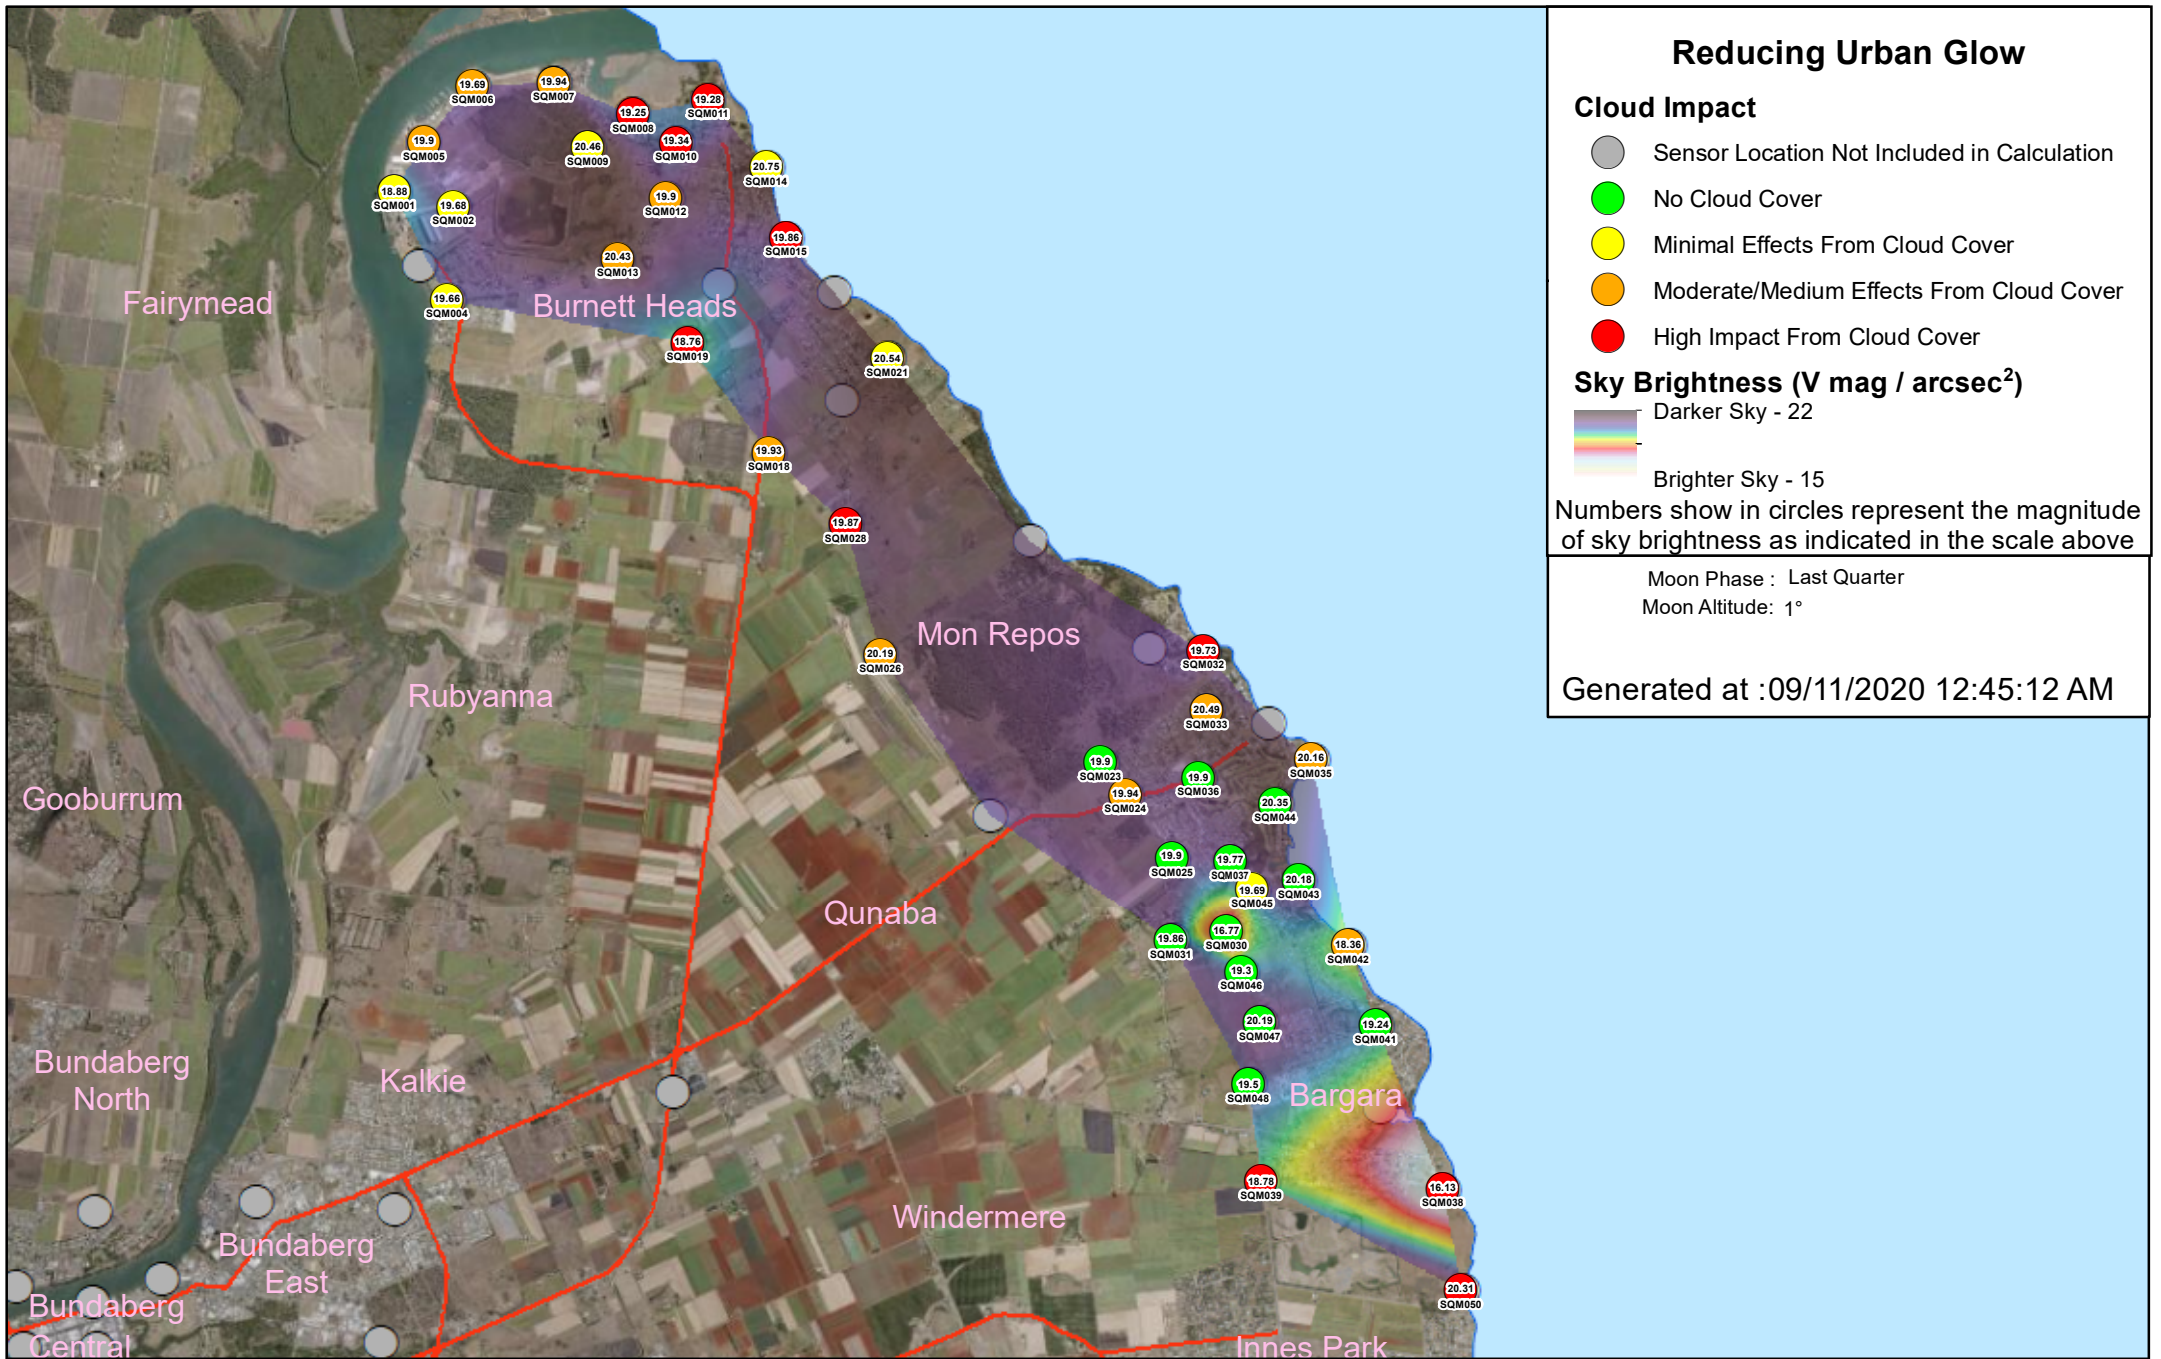 Reducing Urban Glow
Cloud Impact
Sensor Location Not Included in Calculation
No Cloud Cover
Minimal Effects From Cloud Cover
Moderate/Medium Effects From Cloud Cover
High Impact From Cloud Cover
Sky Brightness (V mag / arcsec²)
Darker Sky - 22
Brighter Sky - 15
Numbers show in circles represent the magnitude
of sky brightness as indicated in the scale above
Moon Phase : Last Quarter
Moon Altitude: 1°
Generated at :09/11/2020 12:45:12 AM
19.69
SQM006
19.94
SQM007
19.25
SQM008
19.28
SQM011
19.9
SQM005
20.46
SQM009
19.34
SQM010
20.75
SQM014
18.88
SQM001
19.68
SQM002
19.9
SQM012
19.86
SQM015
20.43
SQM013
19.66
SQM004
Fairymead
Burnett Heads
18.76
SQM019
20.54
SQM021
19.93
SQM018
19.87
SQM028
Mon Repos
20.19
SQM026
19.73
SQM032
Rubyanna
20.49
SQM033
19.9
SQM023
19.9
SQM036
20.16
SQM035
19.94
SQM024
20.35
SQM044
Gooburrum
19.9
SQM025
19.77
SQM037
19.69
SQM045
20.18
SQM043
Qunaba
19.86
SQM031
16.77
SQM030
18.36
SQM042
19.3
SQM046
20.19
SQM047
19.24
SQM041
Bundaberg
North
Kalkie
19.5
SQM048
Bargara
18.78
SQM039
16.13
SQM038
Windermere
Bundaberg
East
20.31
SQM050
Bundaberg
Central
Innes Park